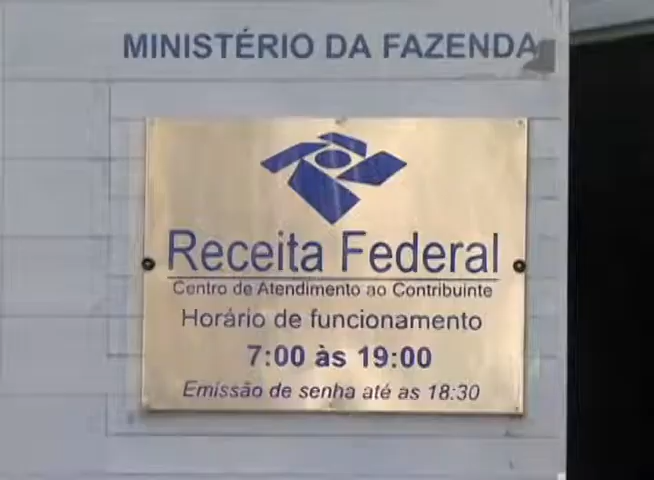 MINISTÉRIO DA FAZENDA
Receita Federal
Centro de Atendimento ao Contribuinte
Horário de funcionamento
7:00 às 19:00
Emissão de senha até as 18:30